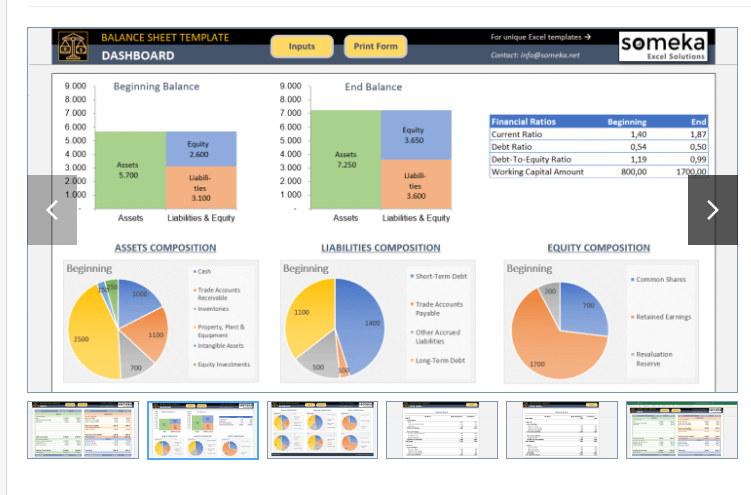 BALANCE SHEET TEMPLATE
DASHBOARD
Inputs
Print Form
For unique Excel templates →
Contact: info@someka.net
someka
Excel Solutions
Beginning Balance
9.000
8.000
7.000
6.000
5.000
4.000
3.000
2.000
1.000
-
Assets
5.700
Equity
2.600
Liabili-
ties
3.100
Assets
Liabilities & Equity
End Balance
9.000
8.000
7.000
6.000
5.000
4.000
3.000
2.000
1.000
-
Assets
7.250
Equity
3.650
Liabili-
ties
3.600
Assets
Liabilities & Equity
Financial Ratios Beginning End
Current Ratio 1,40 1,87
Debt Ratio 0,54 0,50
Debt-To-Equity Ratio 1,19 0,99
Working Capital Amount 800,00 1700,00
ASSETS COMPOSITION
Beginning
1000
1100
700
2500
250
Cash
Trade Accounts
Receivable
Inventories
Property, Plant &
Equipment
Intangible Assets
Equity Investments
LIABILITIES COMPOSITION
Beginning
1400
100
500
1100
Short-Term Debt
Trade Accounts
Payable
Other Accrued
Liabilities
Long-Term Debt
EQUITY COMPOSITION
Beginning
700
1700
200
Common Shares
Retained Earnings
Revaluation
Reserve